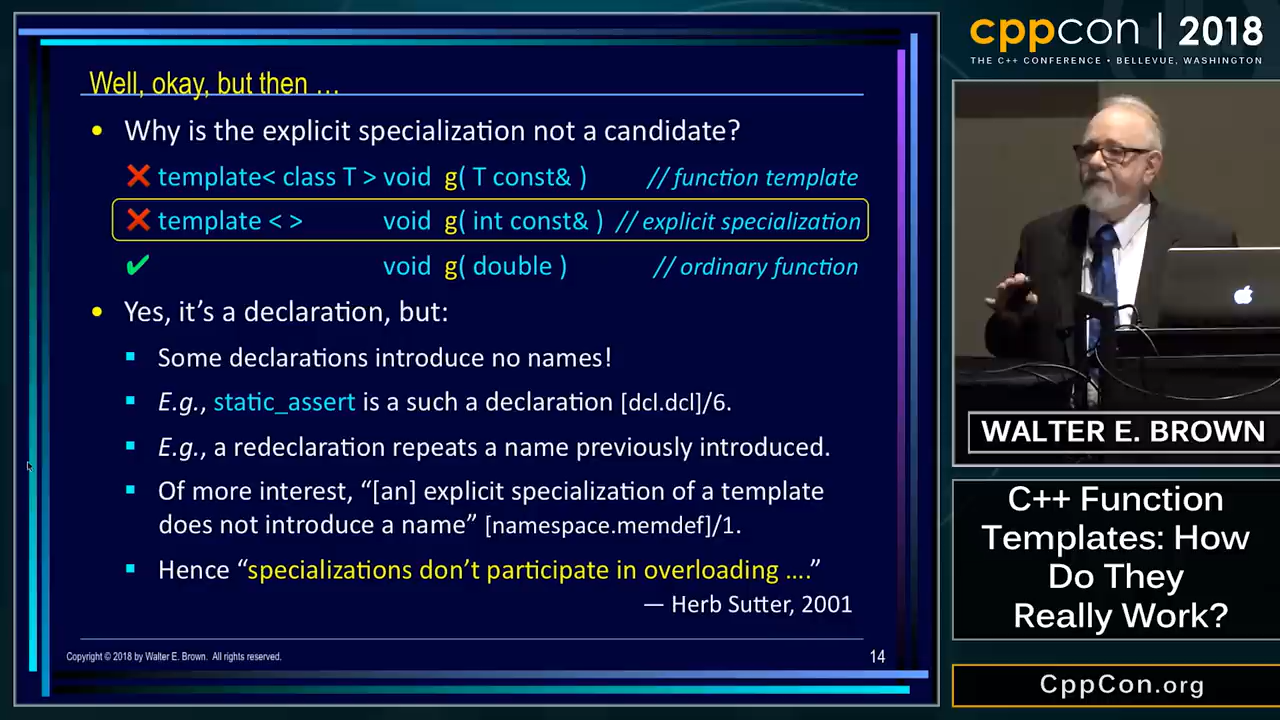 Well, okay, but then …
• Why is the explicit specialization not a candidate?
❌ template< class T > void g( T const& ) // function template
❌ template < > void g( int const& ) // explicit specialization
✔ void g( double ) // ordinary function
• Yes, it’s a declaration, but:
▪ Some declarations introduce no names!
▪ E.g., static_assert is a such a declaration [dcl.dcl]/6.
▪ E.g., a redeclaration repeats a name previously introduced.
▪ Of more interest, “[an] explicit specialization of a template
does not introduce a name” [namespace.memdef]/1.
▪ Hence “specializations don’t participate in overloading ….”
— Herb Sutter, 2001
Copyright © 2018 by Walter E. Brown. All rights reserved.
14
cppcon | 2018
THE C++ CONFERENCE • BELLEVUE, WASHINGTON
WALTER E. BROWN
C++ Function
Templates: How
Do They
Really Work?
CppCon.org